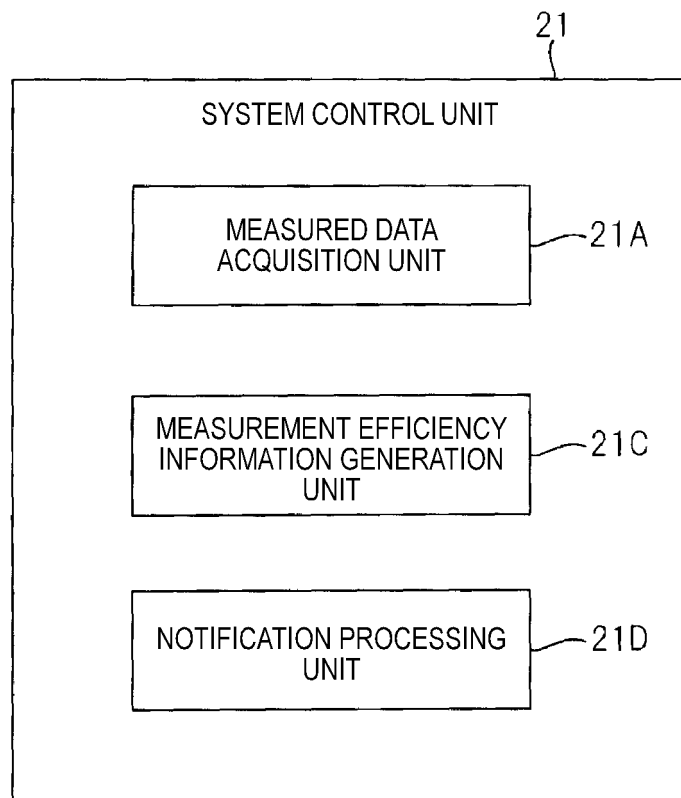 21
SYSTEM CONTROL UNIT
MEASURED DATA
ACQUISITION UNIT
21A
MEASUREMENT EFFICIENCY
INFORMATION GENERATION
UNIT
21C
NOTIFICATION PROCESSING
UNIT
21D